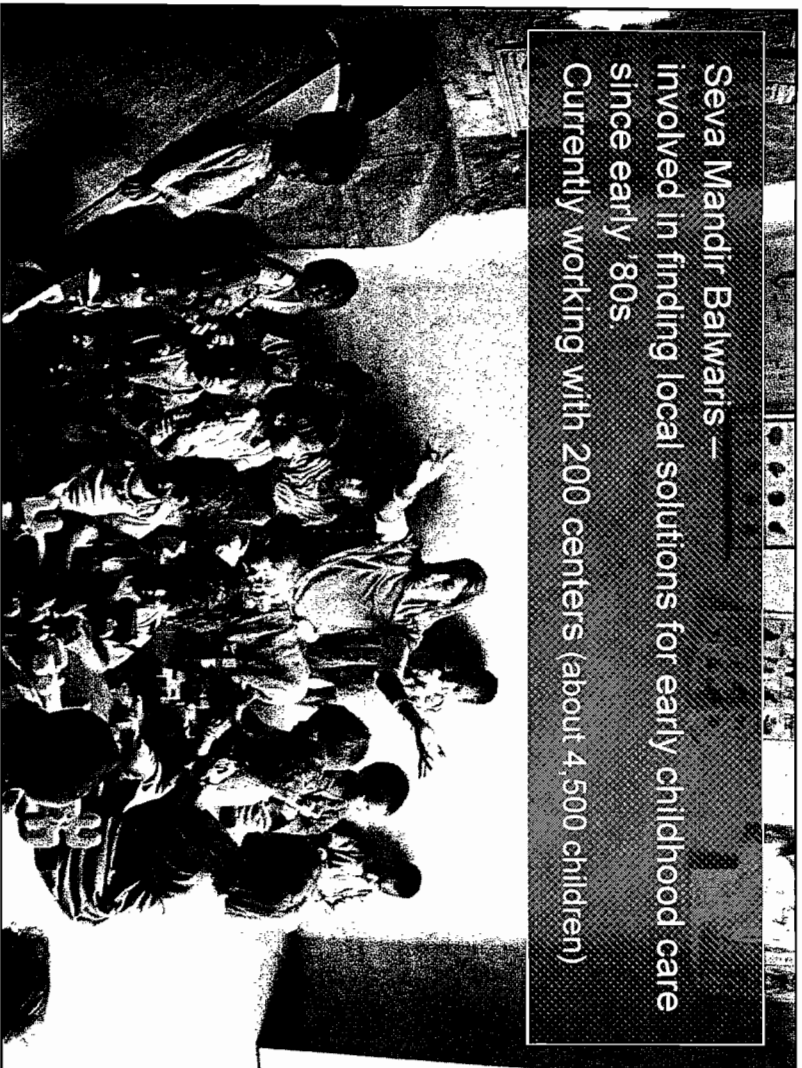 Seva Mandir Balwaris –
involved in finding local solutions for early childhood care
since early '80s.
Currently working with 200 centers (about 4,500 children)